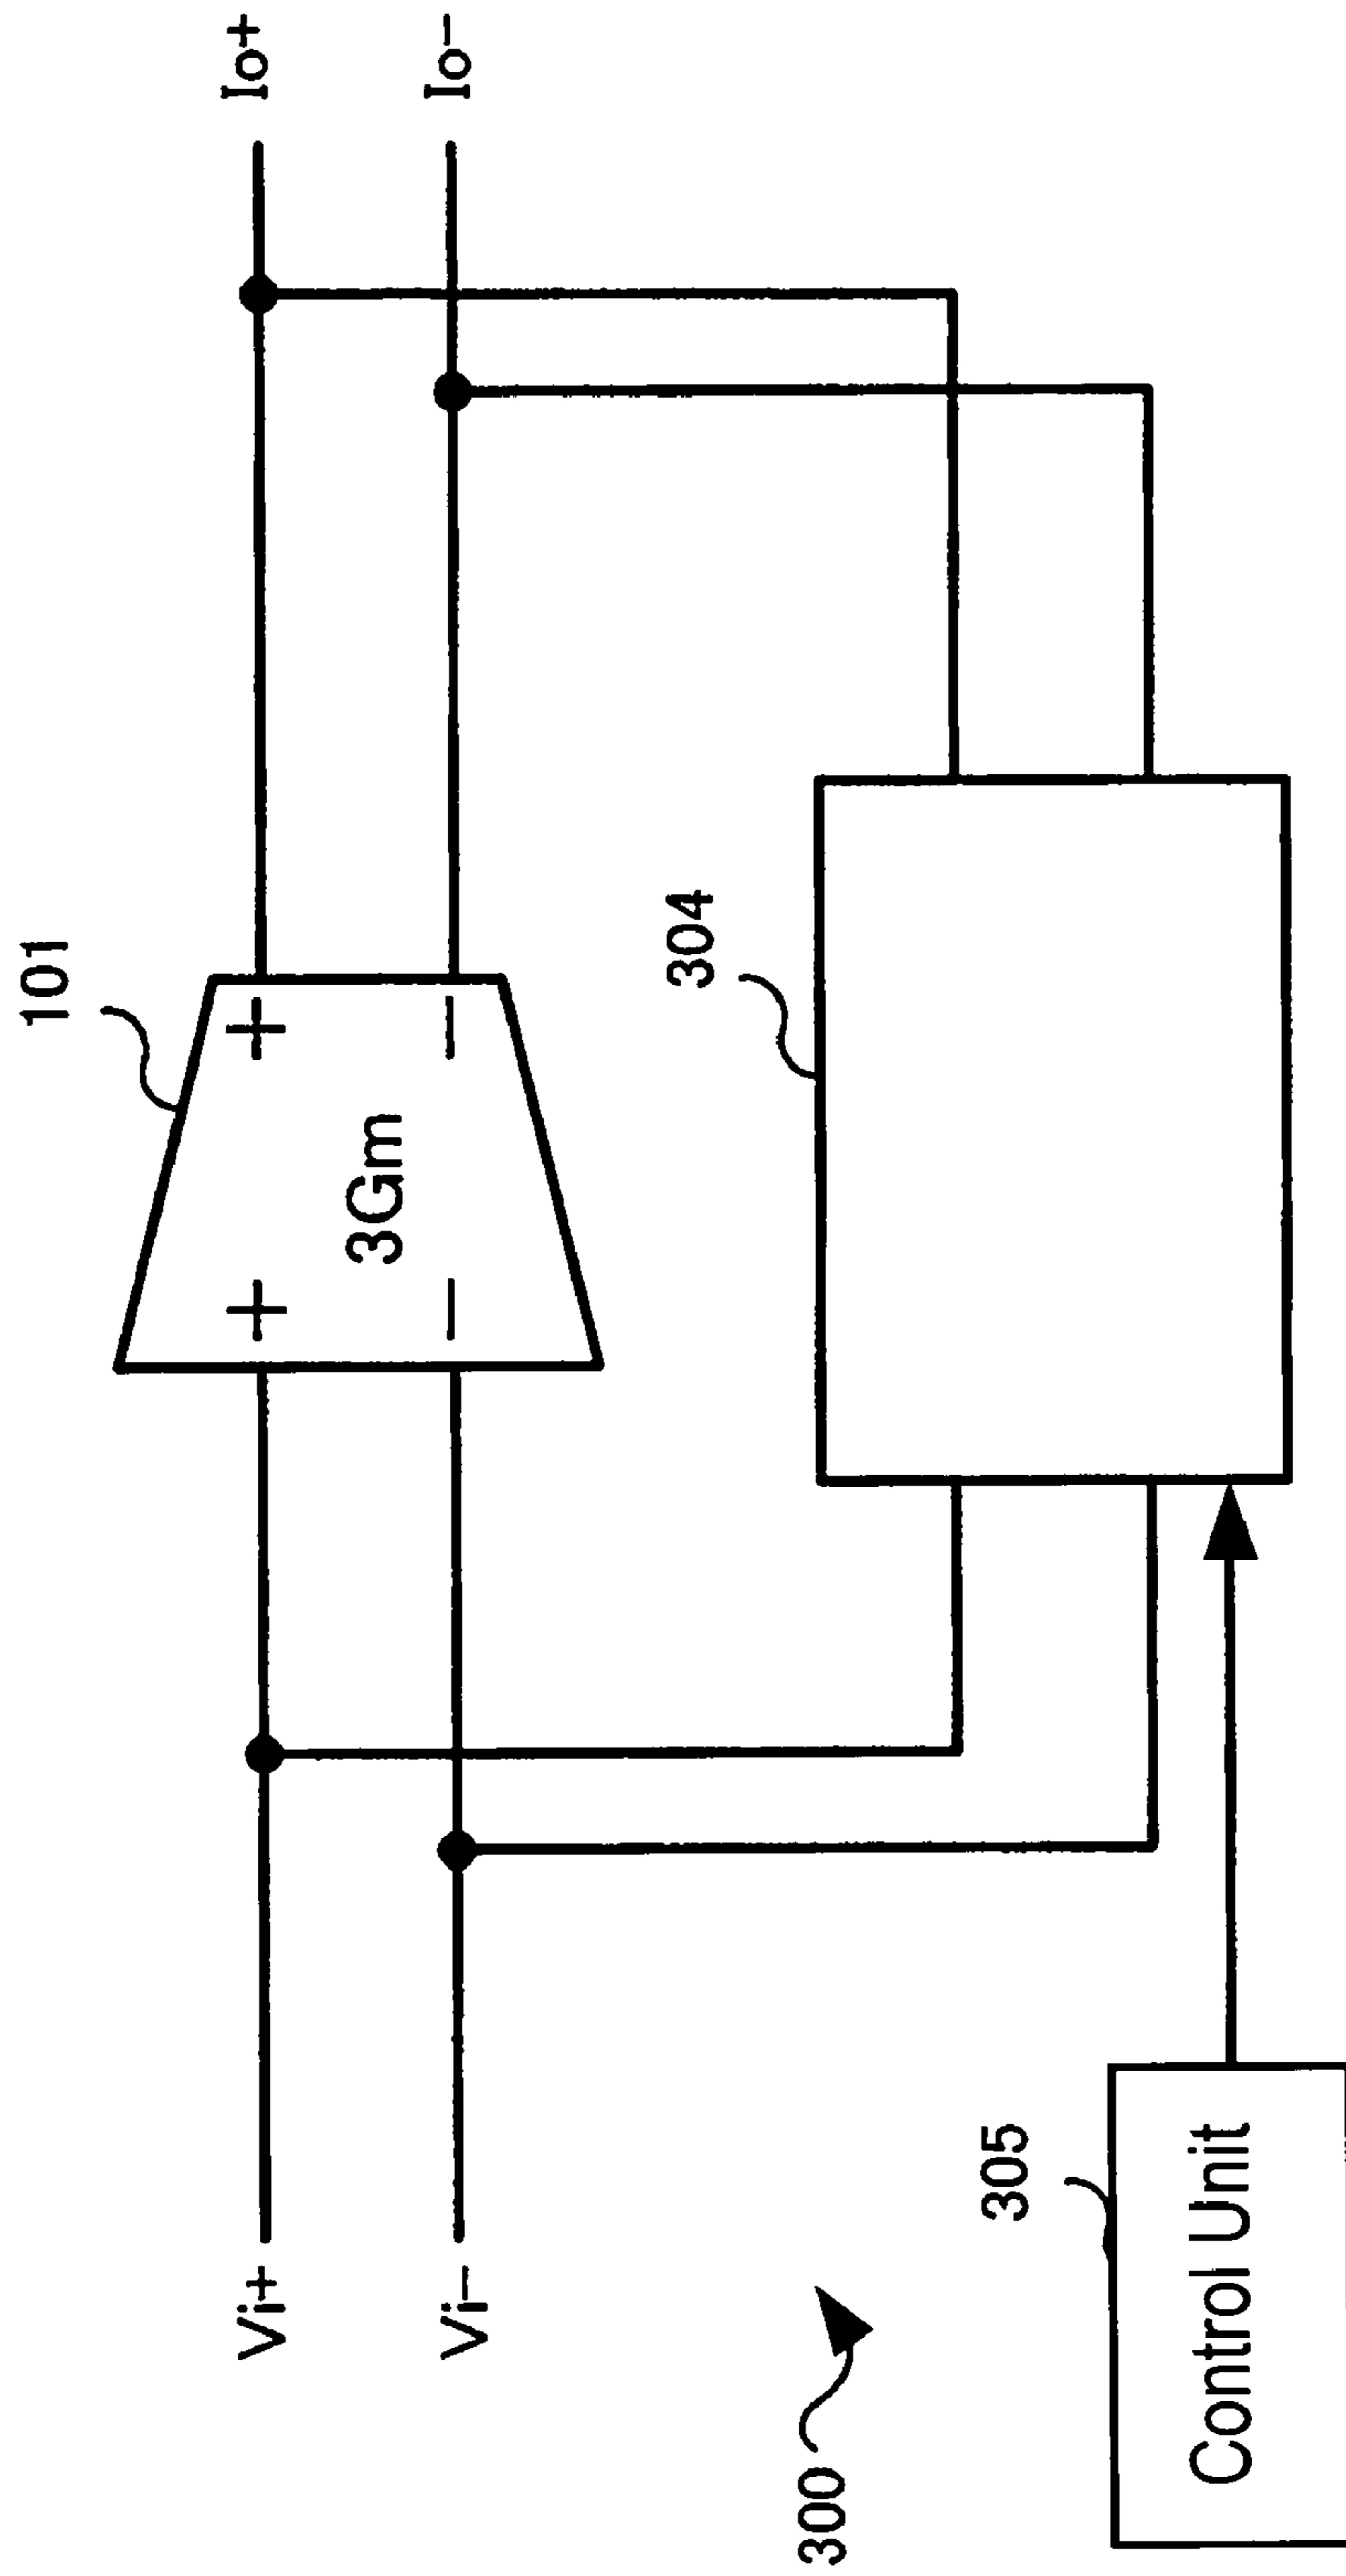 101
Vi+
+
+
Io+
3Gm
Vi−
−
−
Io−
304
300
305
Control Unit